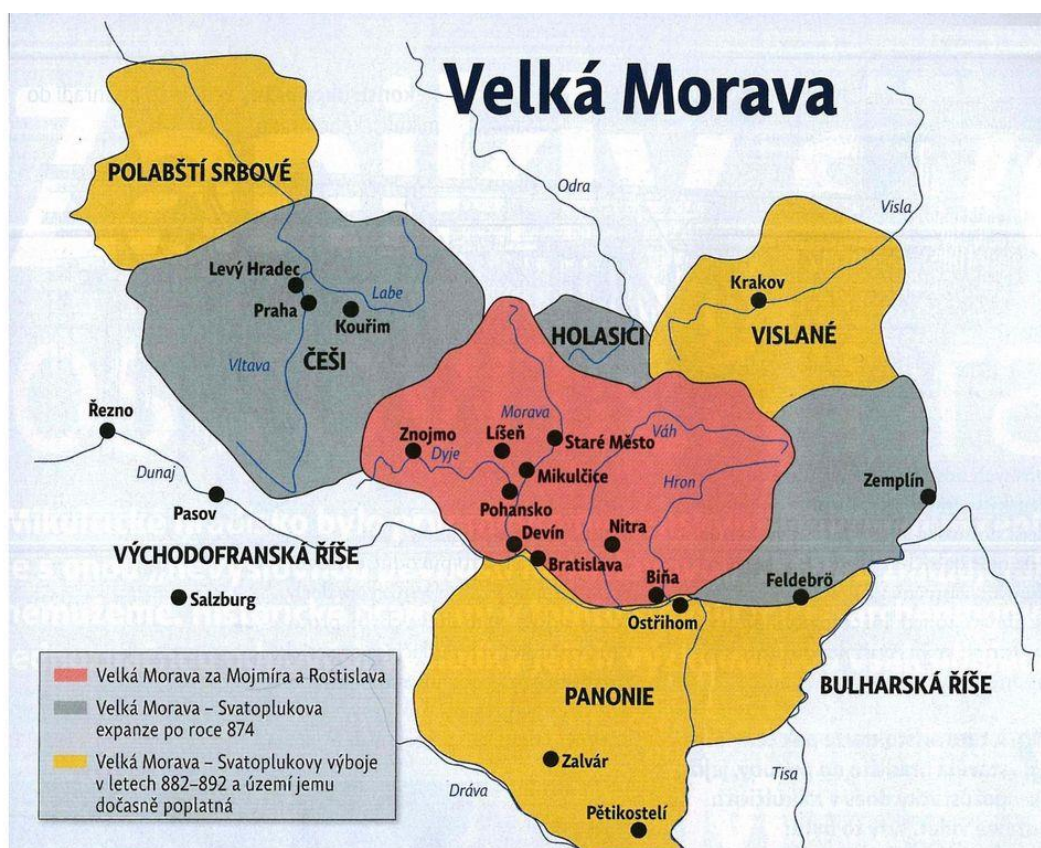 Velká Morava
POLABŠTÍ SRBOVÉ
Odra
Visla
Levý Hradec
Labe
Krakov
Praha
Kouřim
HOLASICI
VISLANÉ
ČEŠI
Vltava
Řezno
Morava
Váh
Znojmo
Líšeň
Staré Město
Dyje
Dunaj
Mikulčice
Hron
Zemplín
Pasov
Pohansko
Devín
Nitra
VÝCHODOFRANSKÁ ŘÍŠE
Bratislava
Bíňa
Feldebrö
Salzburg
Ostřihom
Velká Morava za Mojmíra a Rostislava
Velká Morava – Svatoplukova
expanze po roce 874
Velká Morava – Svatoplukovy výboje
v letech 882–892 a území jemu
dočasně poplatná
PANONIE
BULHARSKÁ ŘÍŠE
Zalvár
Tisa
Dráva
Pětikostelí